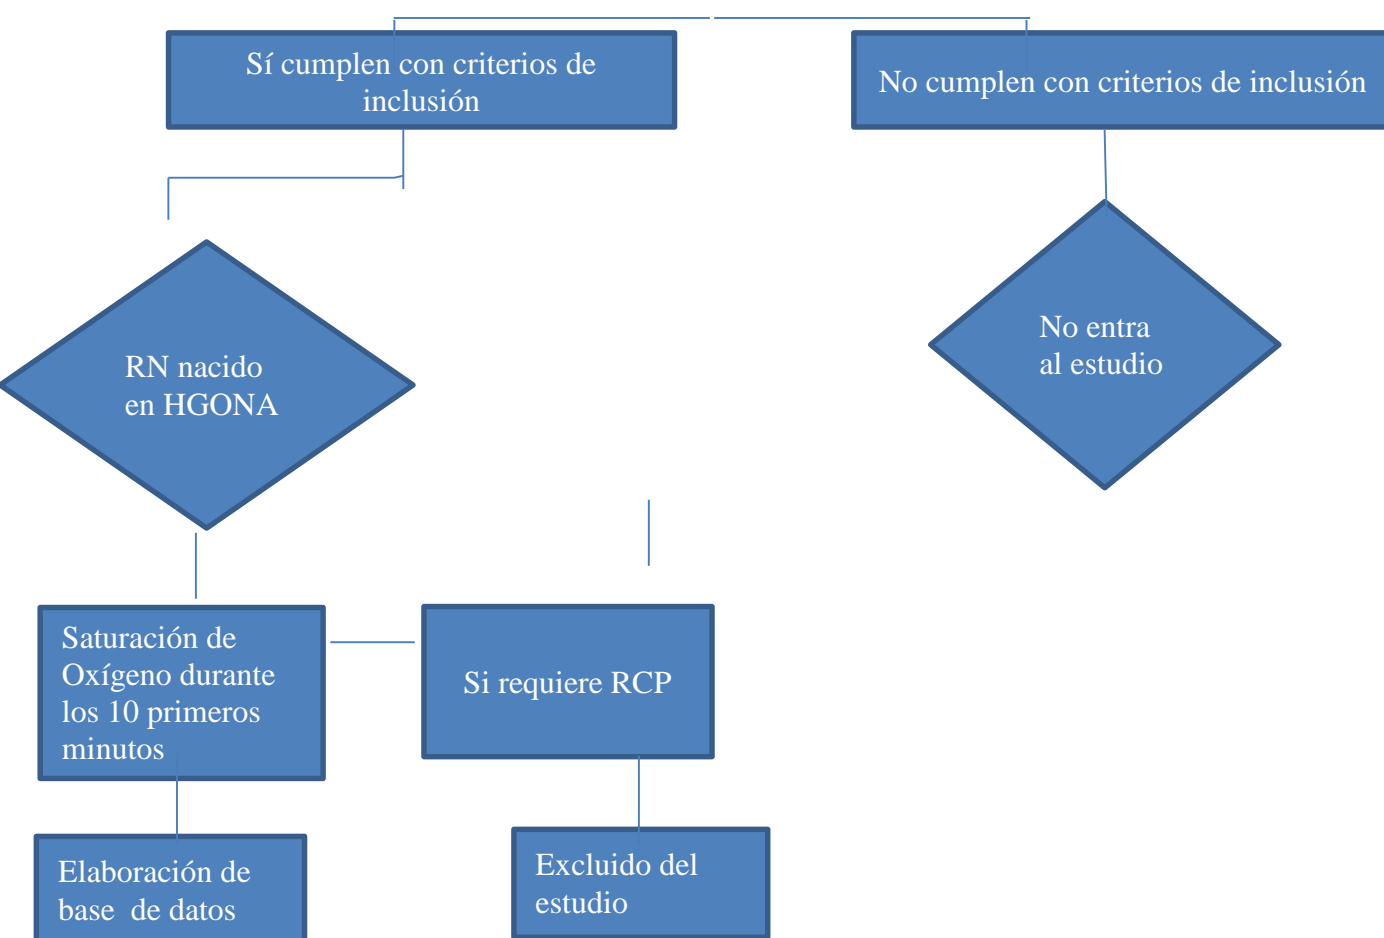 Sí cumplen con criterios de
inclusión
No cumplen con criterios de inclusión
RN nacido
en HGONA
No entra
al estudio
Saturación de
Oxígeno durante
los 10 primeros
minutos
Si requiere RCP
Elaboración de
base  de datos
Excluido del
estudio